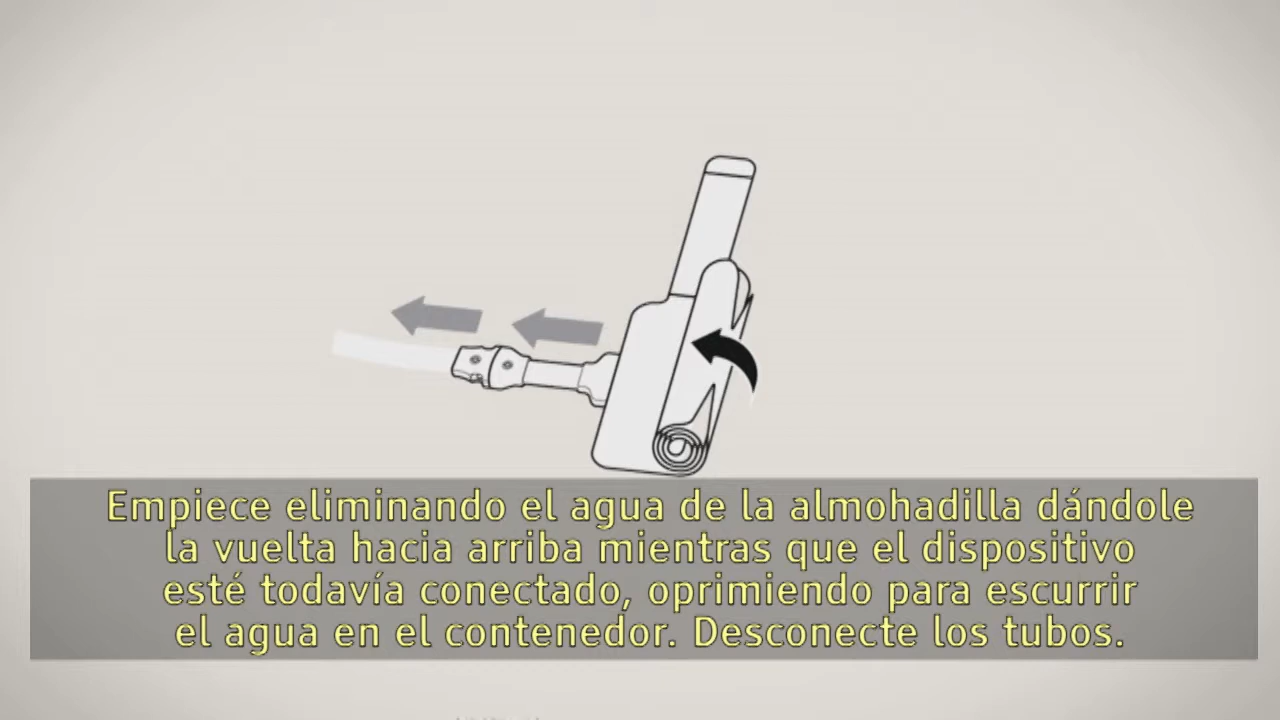 Empiece eliminando el agua de la almohadilla dándole
la vuelta hacia arriba mientras que el dispositivo
esté todavía conectado, oprimiendo para escurrir
el agua en el contenedor. Desconecte los tubos.